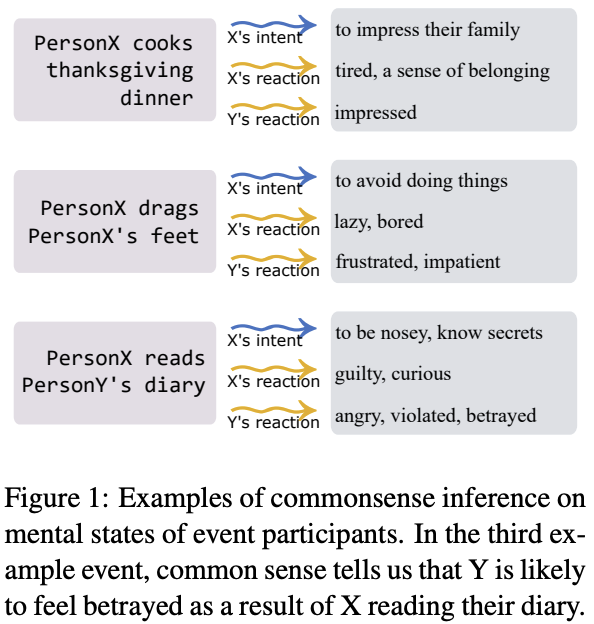 PersonX cooks
thanksgiving
dinner
X's intent
to impress their family
X's reaction
tired, a sense of belonging
Y's reaction
impressed
PersonX drags
PersonX's feet
X's intent
to avoid doing things
X's reaction
lazy, bored
Y's reaction
frustrated, impatient
PersonX reads
PersonY's diary
X's intent
to be nosey, know secrets
X's reaction
guilty, curious
Y's reaction
angry, violated, betrayed
Figure 1: Examples of commonsense inference on
mental states of event participants. In the third ex-
ample event, common sense tells us that Y is likely
to feel betrayed as a result of X reading their diary.